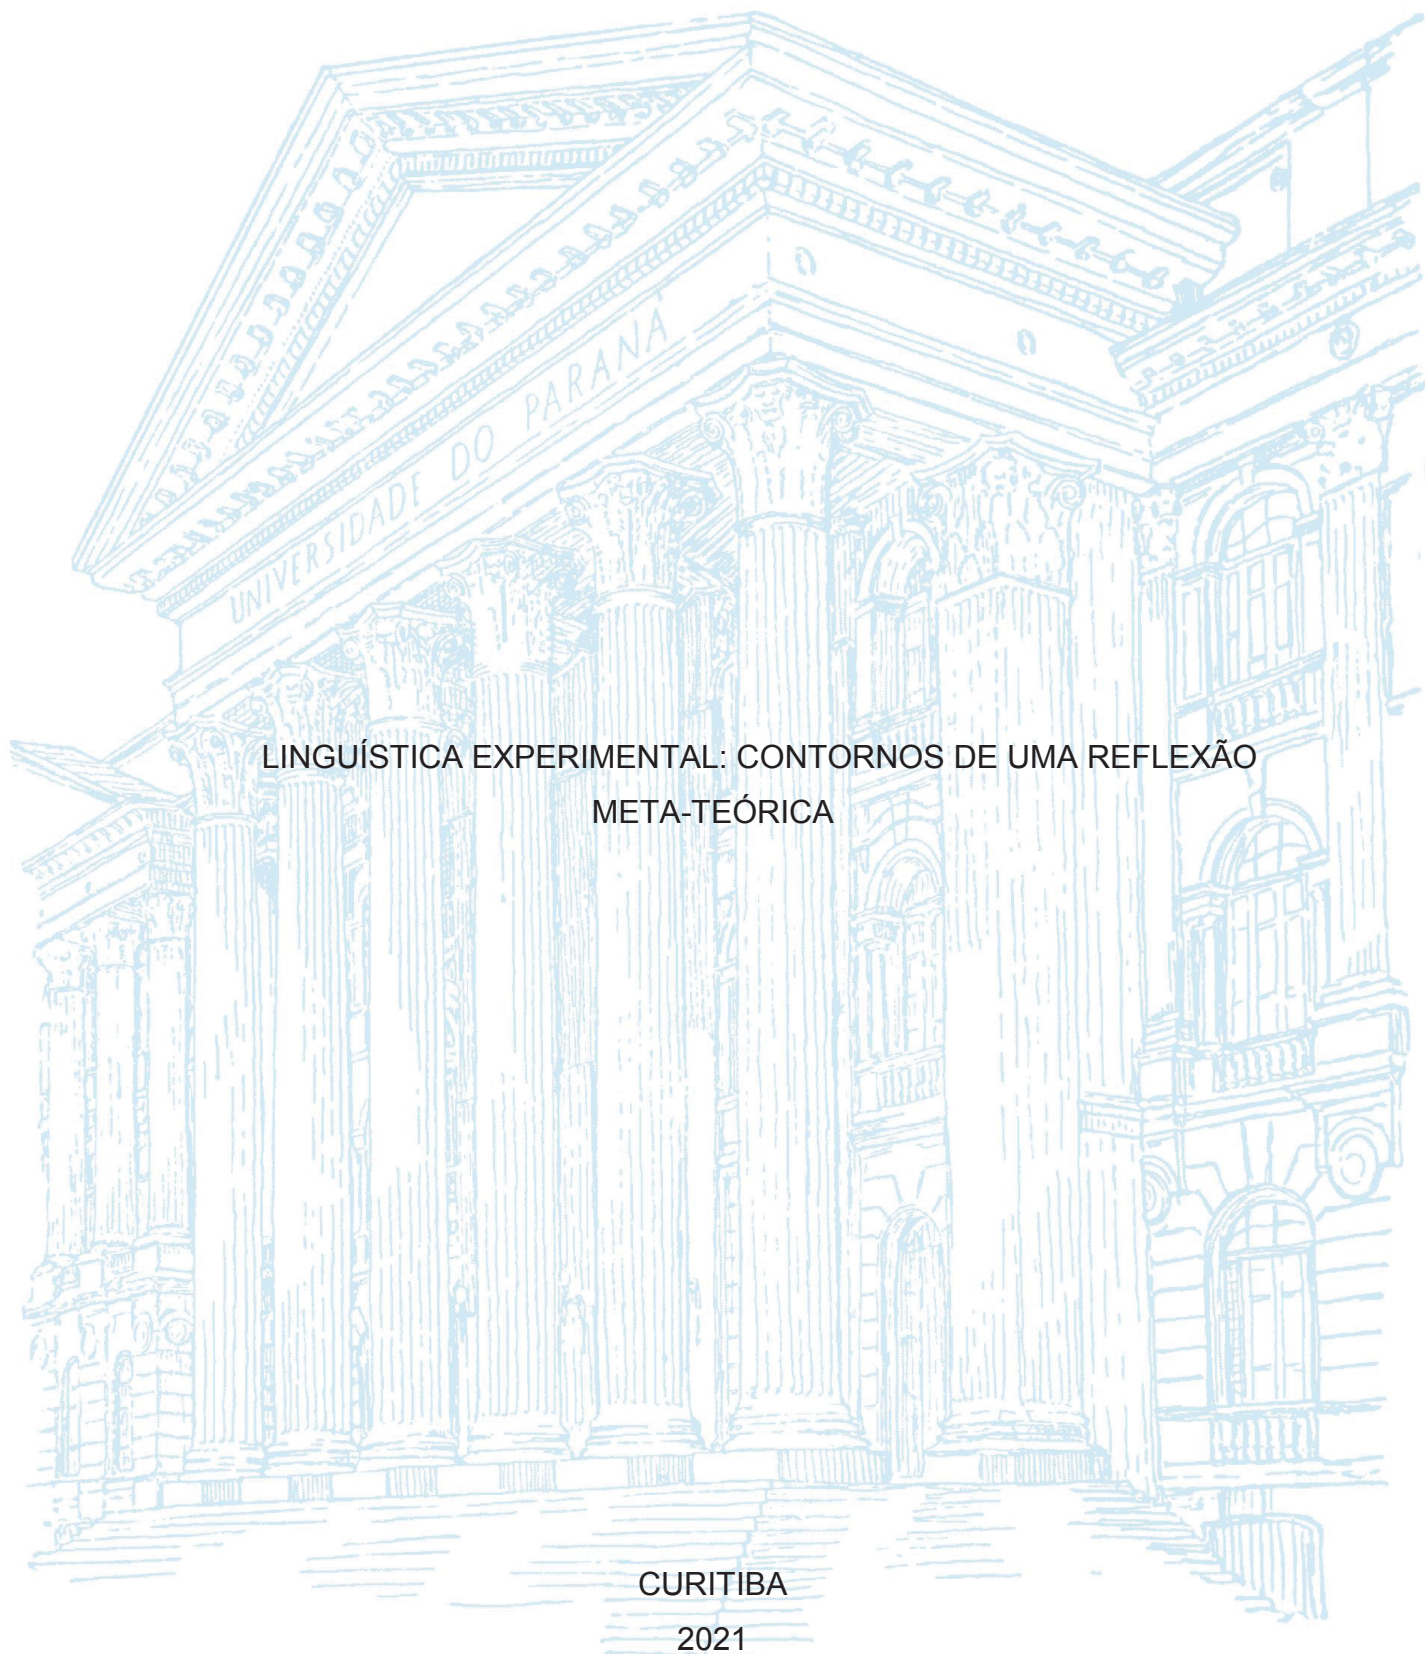 UNIVERSIDADE DO PARANÁ
LINGUÍSTICA EXPERIMENTAL: CONTORNOS DE UMA REFLEXÃO
META-TEÓRICA
CURITIBA
2021